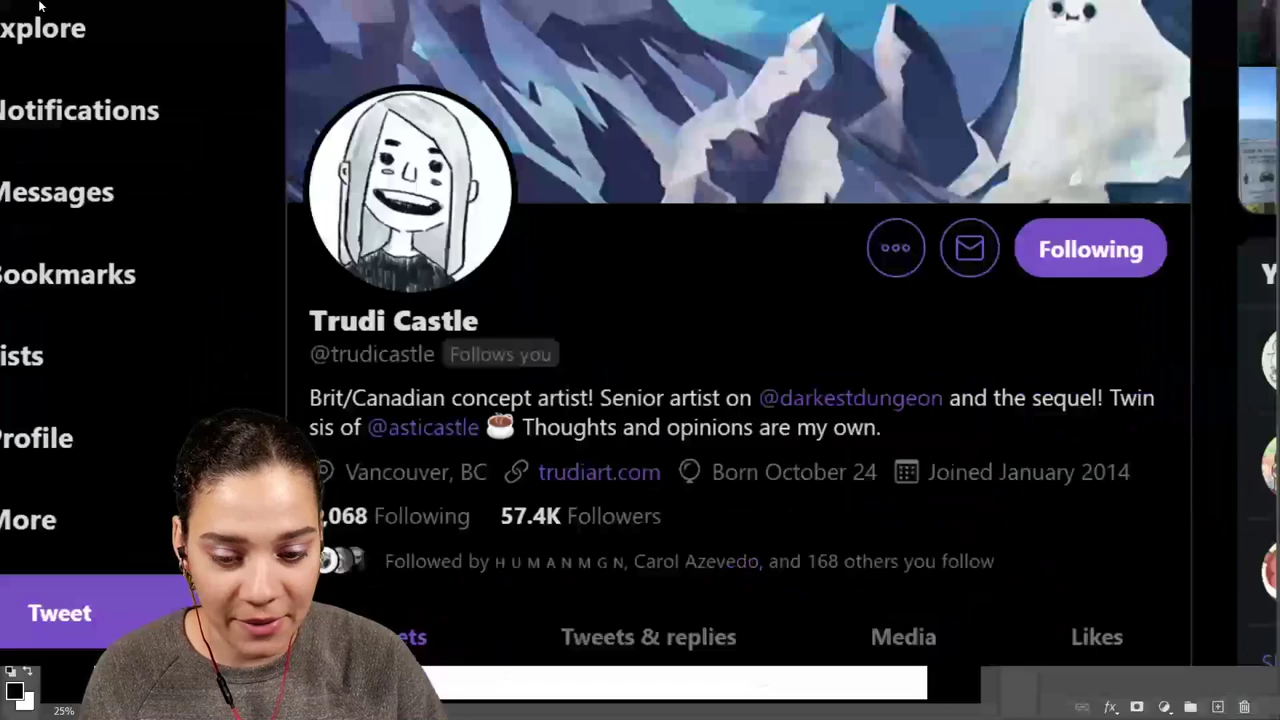 xplore
Notifications
Messages
Bookmarks
ists
Profile
More
Tweet
Following
Trudi Castle
@trudicastle Follows you
Brit/Canadian concept artist! Senior artist on @darkestdungeon and the sequel! Twin
sis of @asticastle ☕ Thoughts and opinions are my own.
Vancouver, BC trudiart.com Born October 24 Joined January 2014
,068 Following 57.4K Followers
Followed by H U M A N M G N, Carol Azevedo, and 168 others you follow
ets Tweets & replies Media Likes
25%
fx
Y